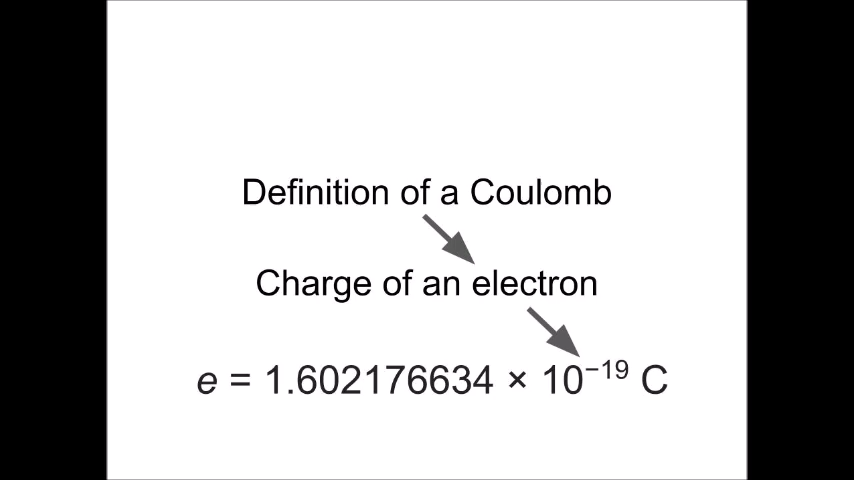 Definition of a Coulomb
Charge of an electron
e = 1.602176634 × 10⁻¹⁹ C